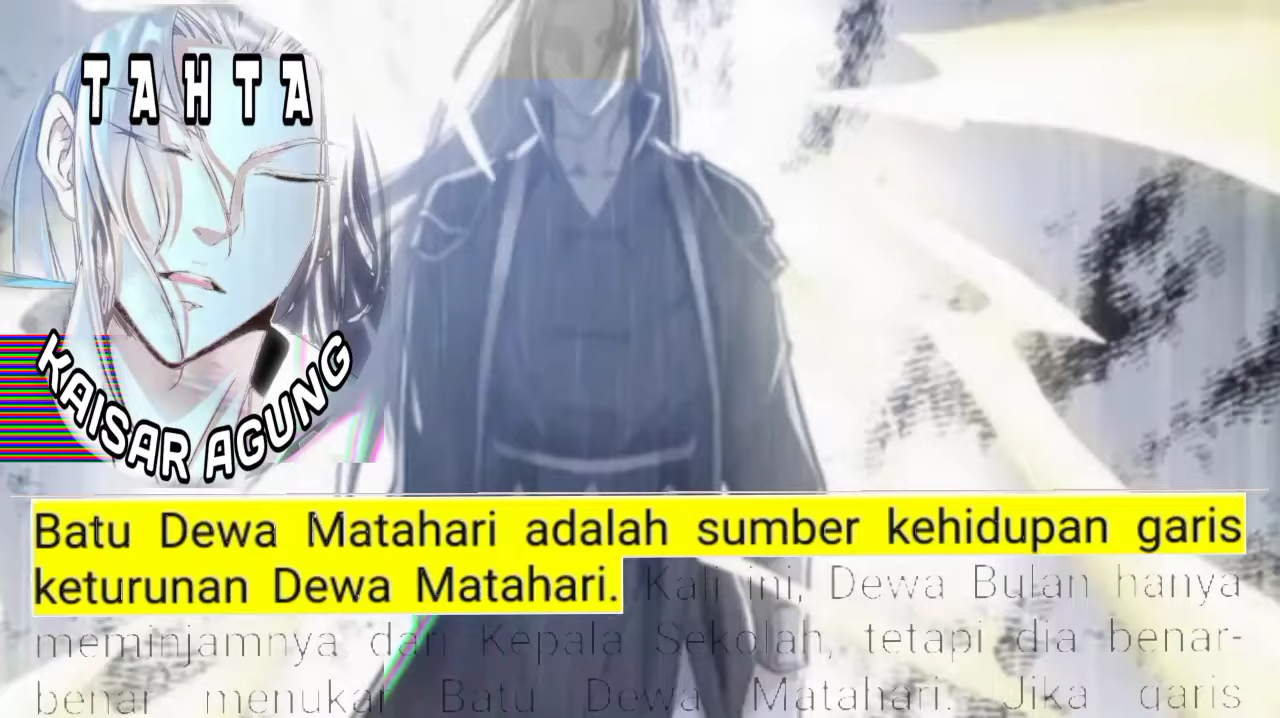 TAHTA
KAISAR AGUNG
Batu Dewa Matahari adalah sumber kehidupan garis
keturunan Dewa Matahari. Kali ini, Dewa Bulan hanya
meminjamnya dari Kepala Sekolah, tetapi dia benar-
benar menukar Batu Dewa Matahari. Jika garis